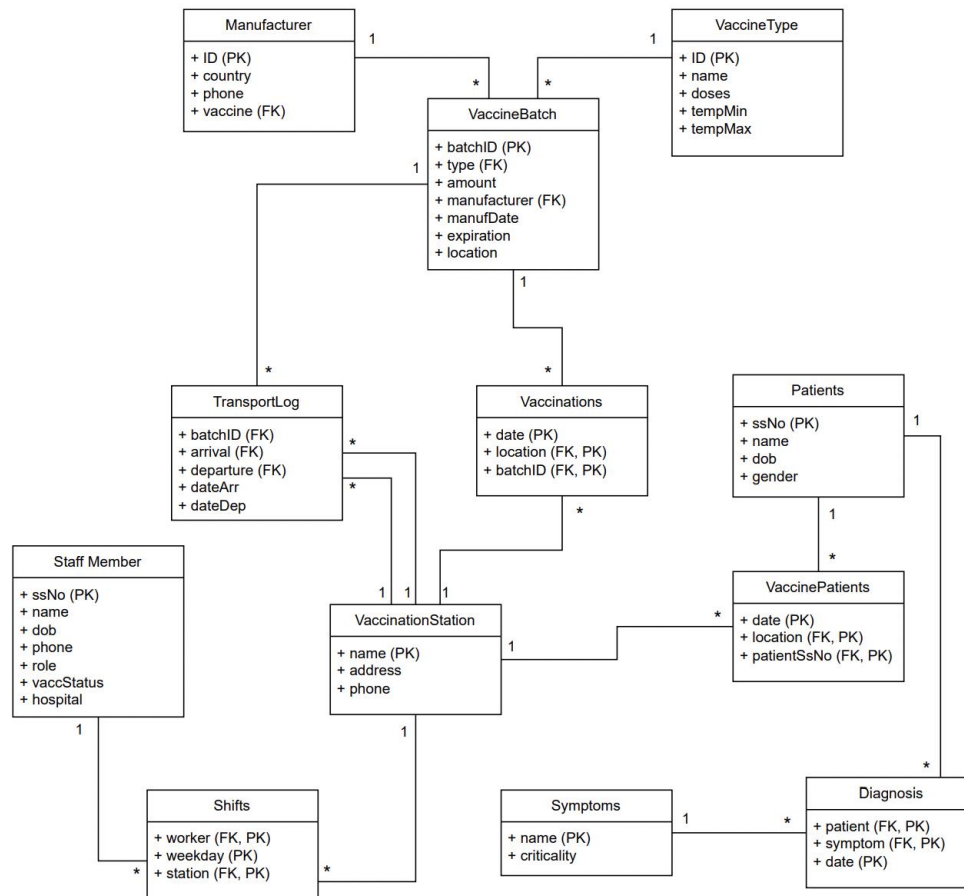 Manufacturer
+ ID (PK)
+ country
+ phone
+ vaccine (FK)
1
*
VaccineType
+ ID (PK)
+ name
+ doses
+ tempMin
+ tempMax
1
*
VaccineBatch
+ batchID (PK)
+ type (FK)
+ amount
+ manufacturer (FK)
+ manufDate
+ expiration
+ location
1
1
*
*
TransportLog
+ batchID (FK)
+ arrival (FK)
+ departure (FK)
+ dateArr
+ dateDep
*
*
Vaccinations
+ date (PK)
+ location (FK, PK)
+ batchID (FK, PK)
*
Patients
+ ssNo (PK)
+ name
+ dob
+ gender
1
1
*
Staff Member
+ ssNo (PK)
+ name
+ dob
+ phone
+ role
+ vaccStatus
+ hospital
1
1
1
1
VaccinationStation
+ name (PK)
+ address
+ phone
1
1
*
VaccinePatients
+ date (PK)
+ location (FK, PK)
+ patientSsNo (FK, PK)
Shifts
+ worker (FK, PK)
+ weekday (PK)
+ station (FK, PK)
*
*
Symptoms
+ name (PK)
+ criticality
1
*
*
Diagnosis
+ patient (FK, PK)
+ symptom (FK, PK)
+ date (PK)